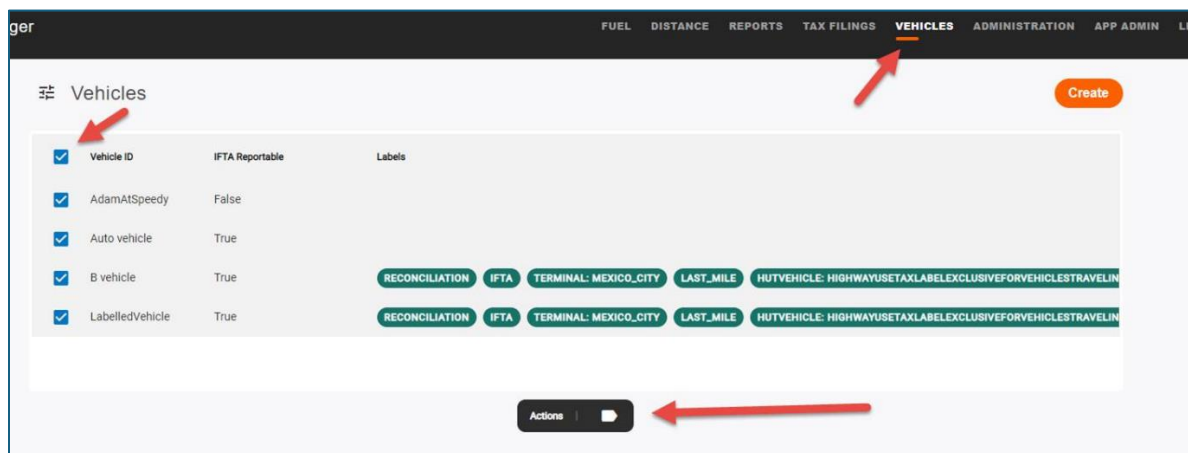 ger FUEL DISTANCE REPORTS TAX FILINGS VEHICLES ADMINISTRATION APP ADMIN
Vehicles Create
Vehicle ID IFTA Reportable Labels
AdamAtSpeedy False
Auto vehicle True
B vehicle True RECONCILIATION IFTA TERMINAL: MEXICO_CITY LAST_MILE HUTVEHICLE: HIGHWAYUSETAXLABELEXCLUSIVEFORVEHICLESTRAVELIN
LabelledVehicle True RECONCILIATION IFTA TERMINAL: MEXICO_CITY LAST_MILE HUTVEHICLE: HIGHWAYUSETAXLABELEXCLUSIVEFORVEHICLESTRAVELIN
Actions